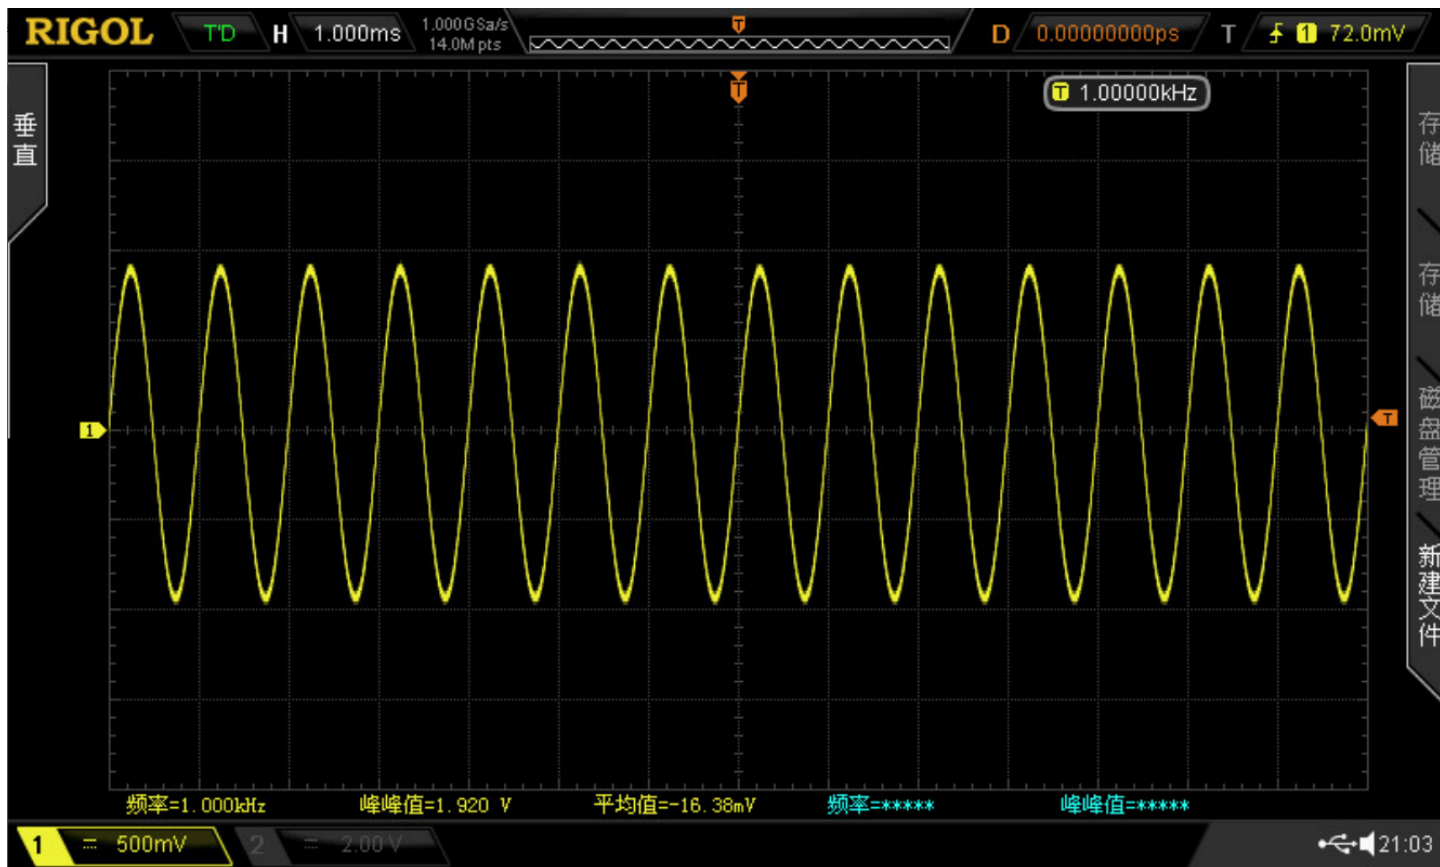 RIGOL T'D H 1.000ms 1.000GSa/s 14.0M pts T D 0.00000000ps T 1 72.0mV
T
T 1.00000kHz
垂直
存储
存储
磁盘管理
新建文件
1
T
频率=1.000kHz 峰峰值=1.920 V 平均值=-16.38mV 频率=***** 峰峰值=*****
1 = 500mV 2 = 2.00 V 21:03